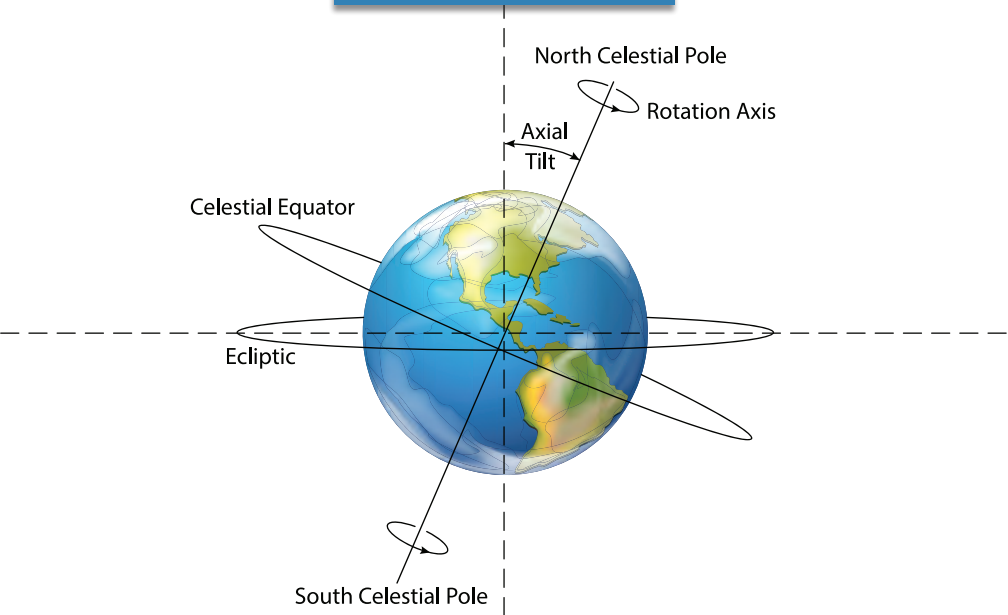 North Celestial Pole
Rotation Axis
Axial
Tilt
Celestial Equator
Ecliptic
South Celestial Pole